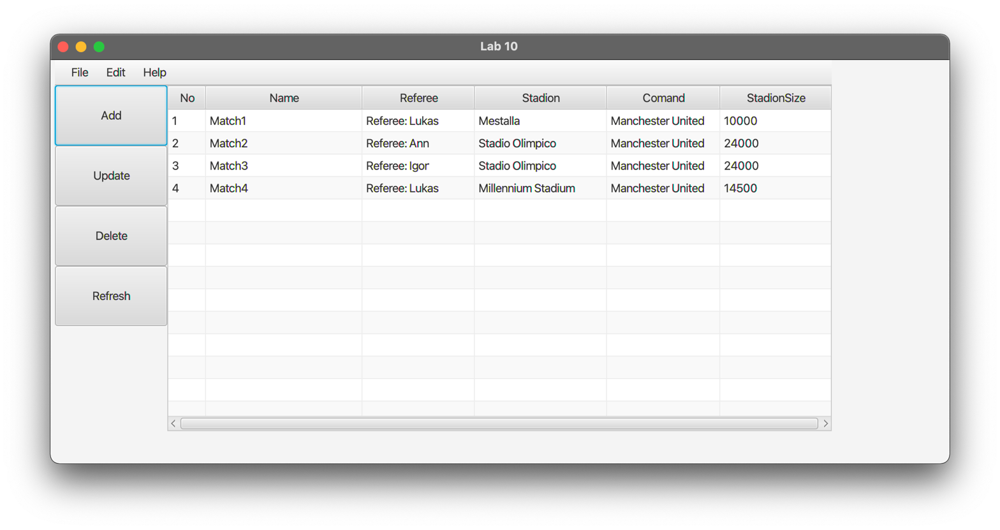 Lab 10
File Edit Help
Add
Update
Delete
Refresh
No Name Referee Stadion Comand StadionSize
1 Match1 Referee: Lukas Mestalla Manchester United 10000
2 Match2 Referee: Ann Stadio Olimpico Manchester United 24000
3 Match3 Referee: Igor Stadio Olimpico Manchester United 24000
4 Match4 Referee: Lukas Millennium Stadium Manchester United 14500